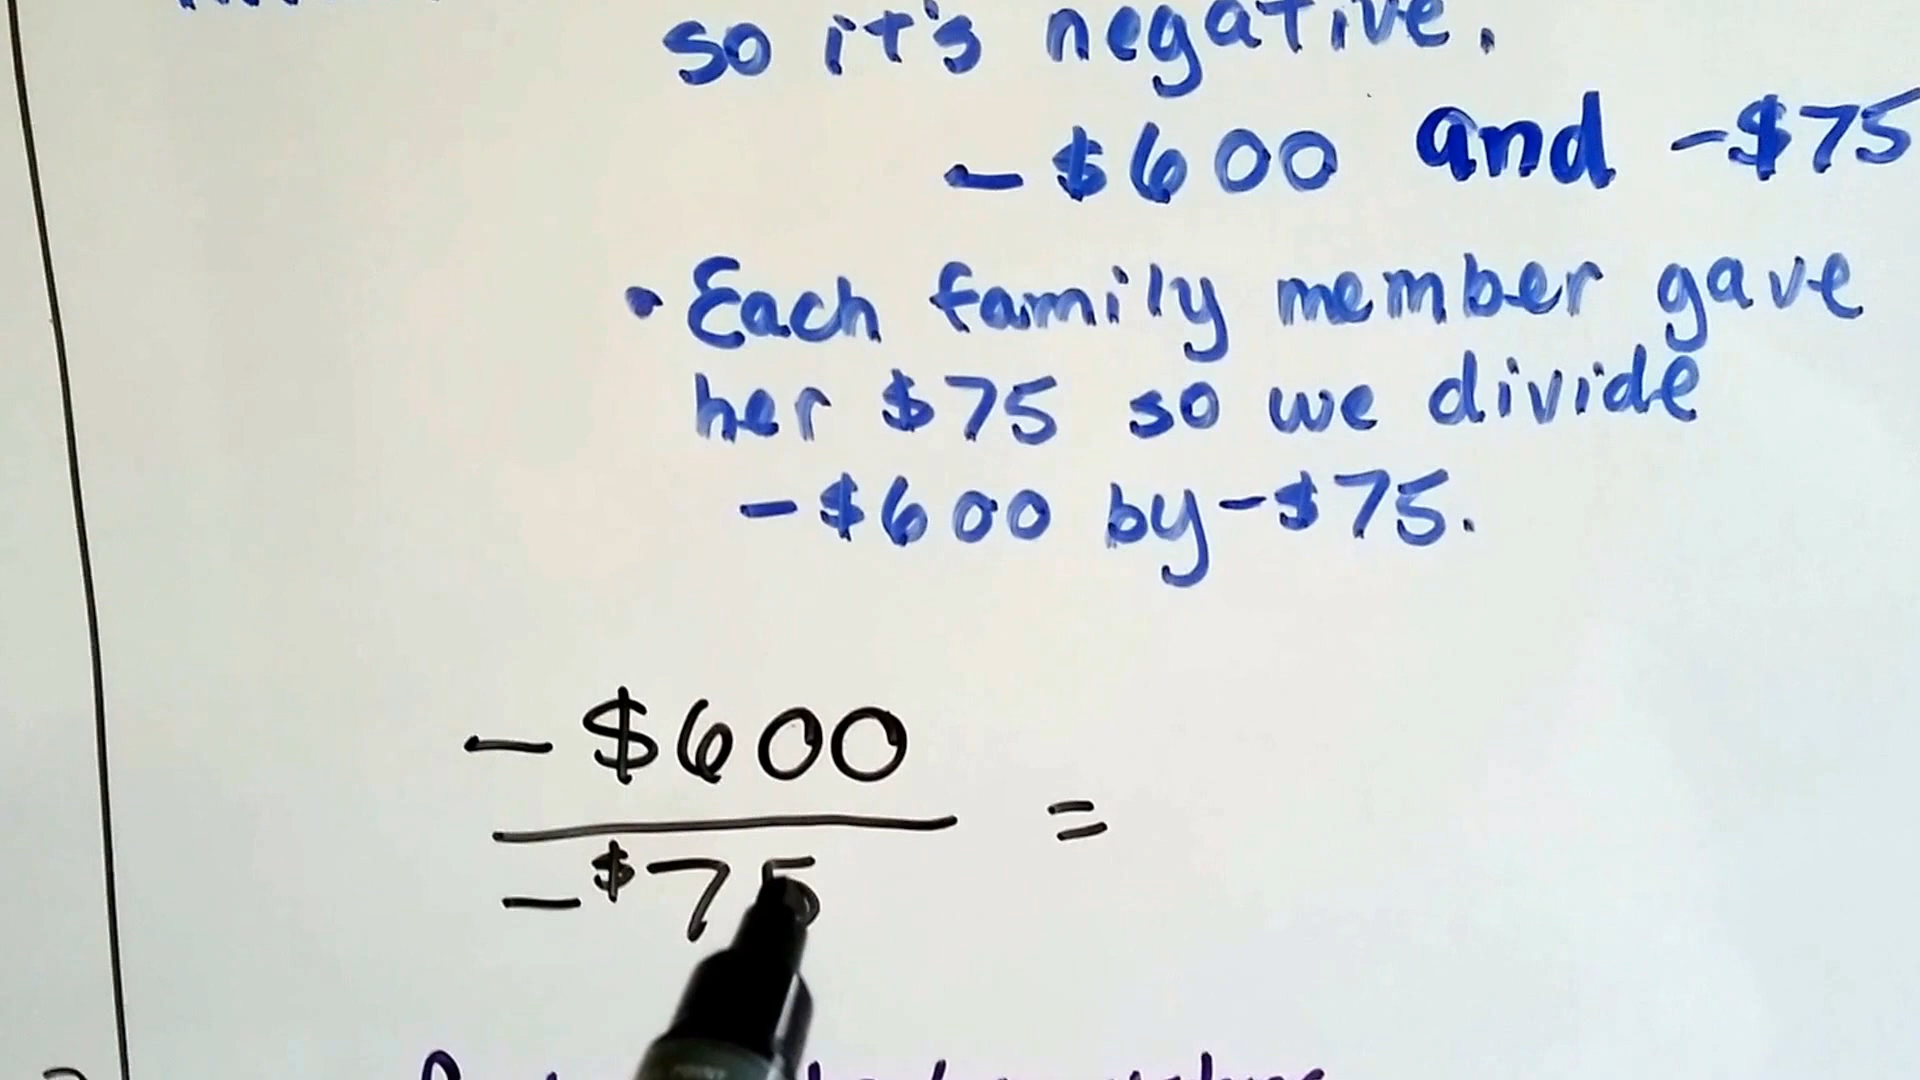 so it's negative.
-$600 and -$75
• Each family member gave
her $75 so we divide
-$600 by -$75.
-$600
=
-$75